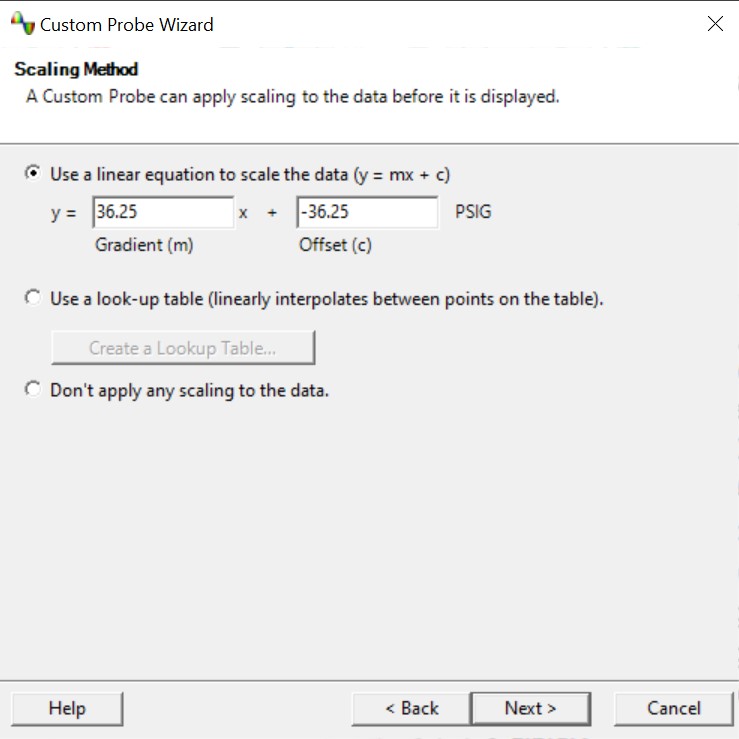 Custom Probe Wizard
Scaling Method
A Custom Probe can apply scaling to the data before it is displayed.
Use a linear equation to scale the data (y = mx + c)
y = 36.25 x + -36.25 PSIG
Gradient (m) Offset (c)
Use a look-up table (linearly interpolates between points on the table).
Create a Lookup Table...
Don't apply any scaling to the data.
Help < Back Next > Cancel